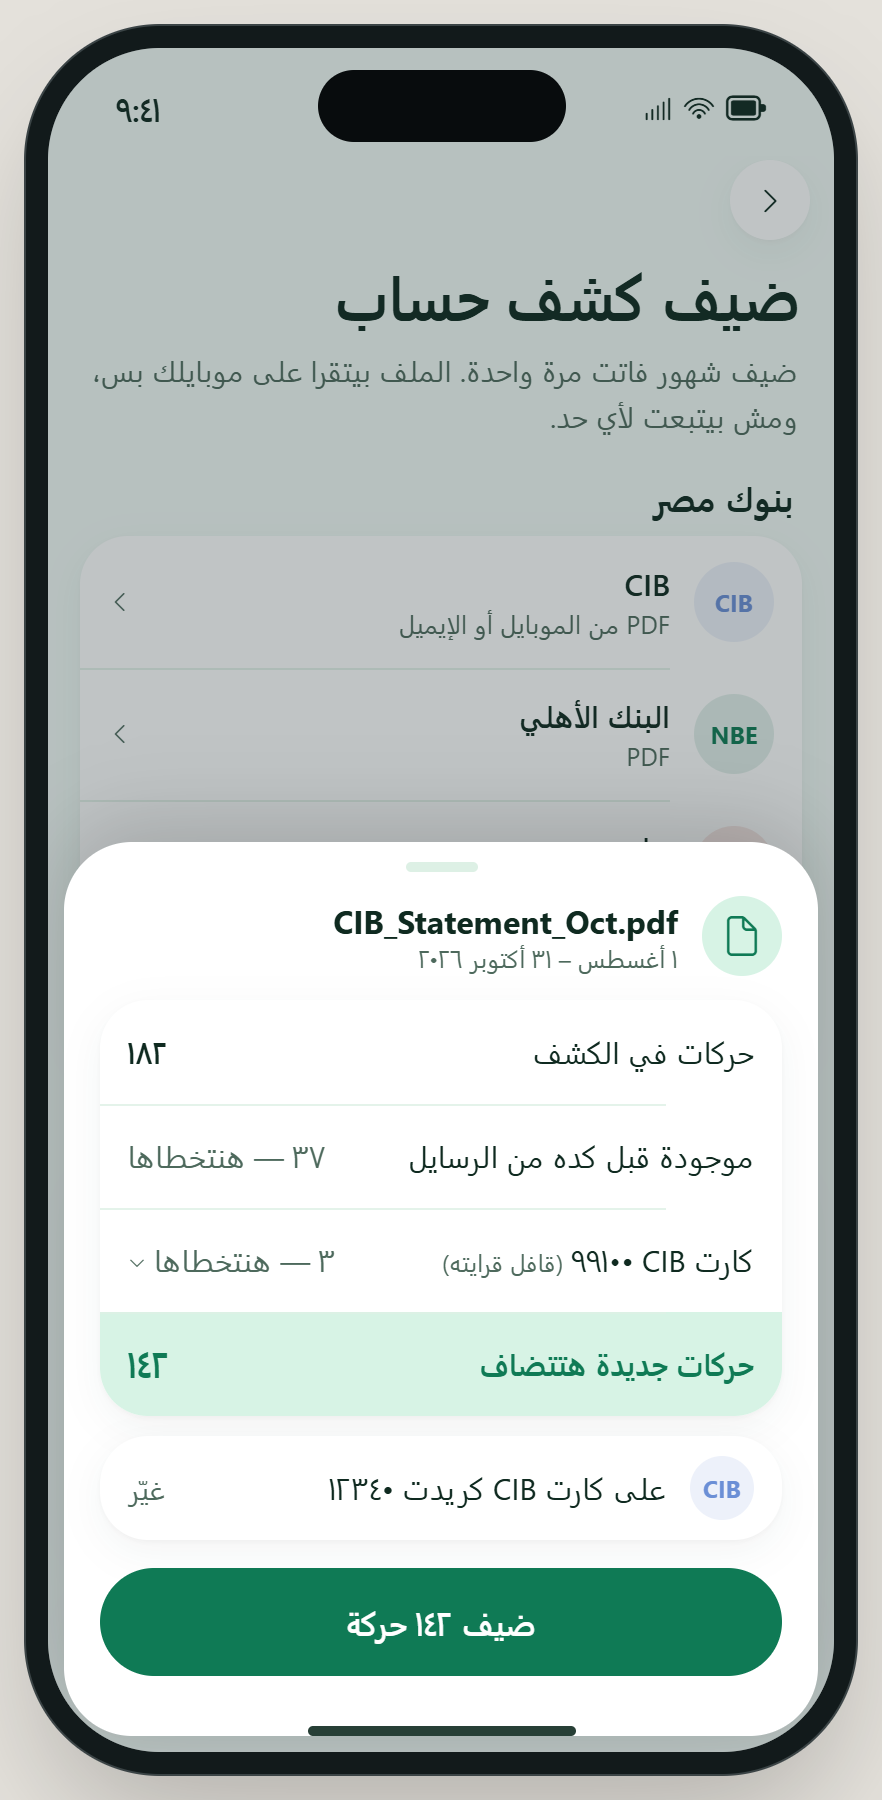 ٩:٤١
ضيف كشف حساب
ضيف شهور فاتت مرة واحدة. الملف بيتقرا على موبايلك بس،
ومش بيتبعت لأي حد.
بنوك مصر
CIB
CIB
PDF من الموبايل أو الإيميل
NBE
البنك الأهلي
PDF
CIB_Statement_Oct.pdf
١ أغسطس – ٣١ أكتوبر ٢٠٢٦
حركات في الكشف ١٨٢
موجودة قبل كده من الرسايل ٣٧ — هنتخطاها
كارت CIB ••٩٩١ (قافل قرايته) ٣ — هنتخطاها
حركات جديدة هتتضاف ١٤٢
CIB على كارت CIB كريدت •١٢٣٤ غيّر
ضيف ١٤٢ حركة